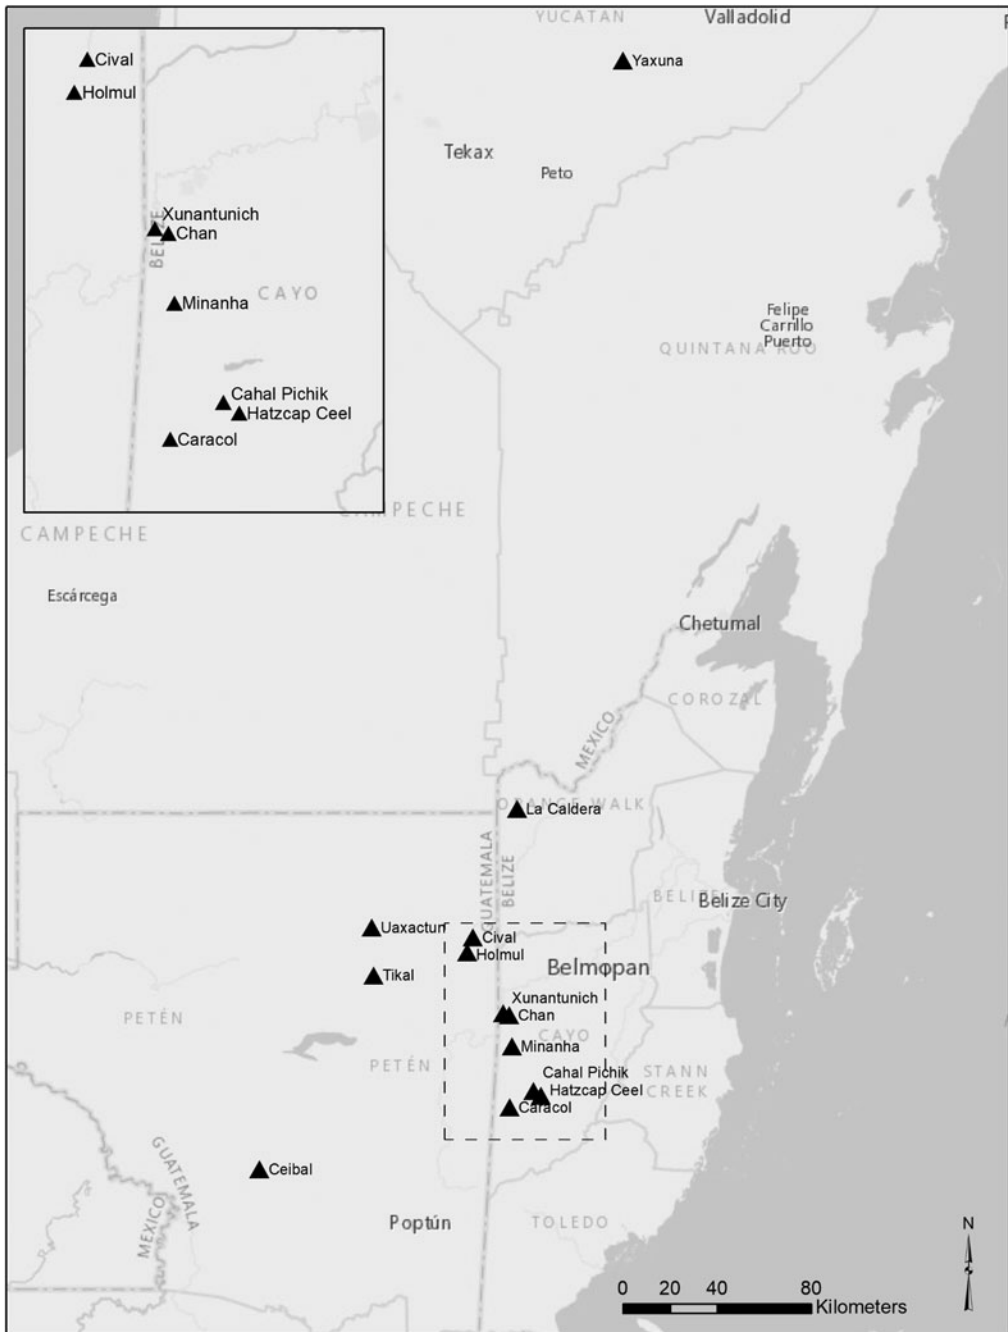 YUCATAN
Valladolid
Yaxuna
Tekax
Peto
Cival
Holmul
Xunantunich
Chan
BELIZE
CAYO
Minanha
Cahal Pichik
Hatzcap Ceel
Caracol
Felipe
Carrillo
Puerto
QUINTANA ROO
CAMPECHE
CAMPECHE
Escárcega
Chetumal
COROZAL
MEXICO
ORANGE WALK
La Caldera
GUATEMALA
BELIZE
BELIZE
Belize City
Uaxactun
Cival
Holmul
Belmopan
Tikal
Xunantunich
Chan
PETÉN
CAYO
Minanha
PETÉN
Cahal Pichik
STANN
CREEK
Hatzcap Ceel
Caracol
GUATEMALA
MEXICO
Ceibal
Poptún
TOLEDO
N
0 20 40 80
Kilometers